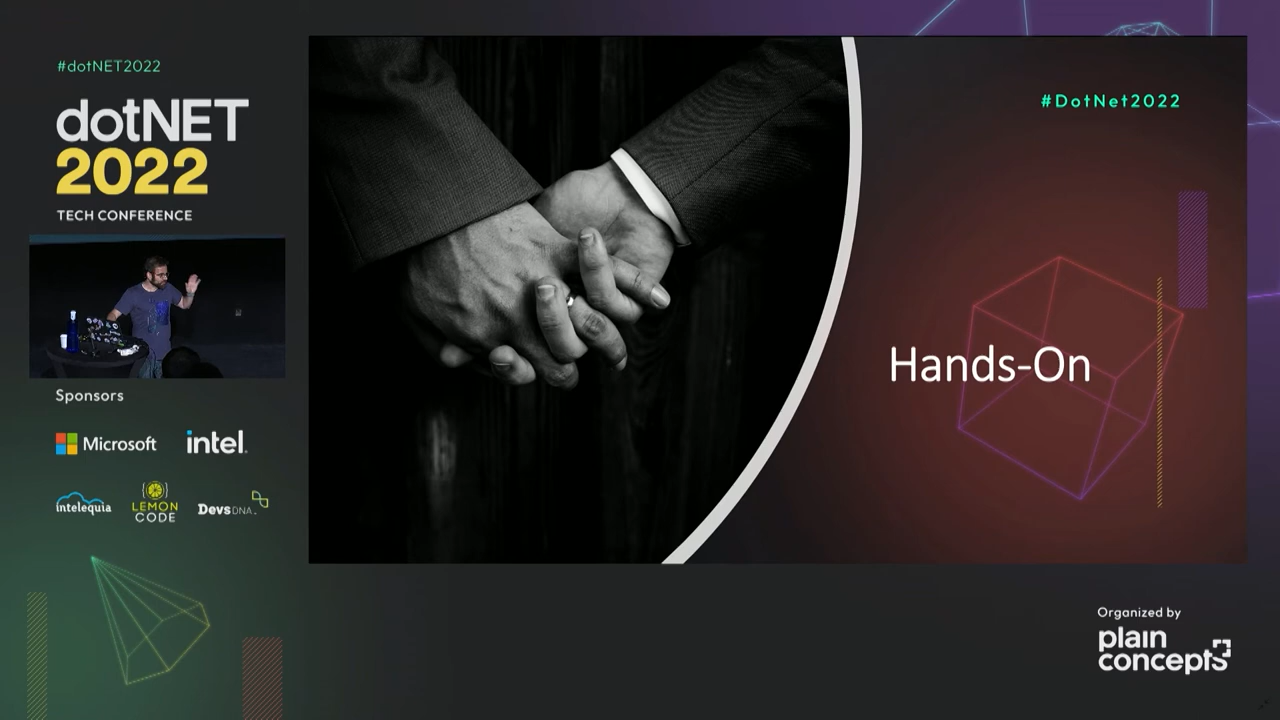 #dotNET2022
dotNET
2022
TECH CONFERENCE
Sponsors
Microsoft
intel.
intelequia
LEMON
CODE
DevsDNA
#DotNet2022
Hands-On
Organized by
plain
concepts